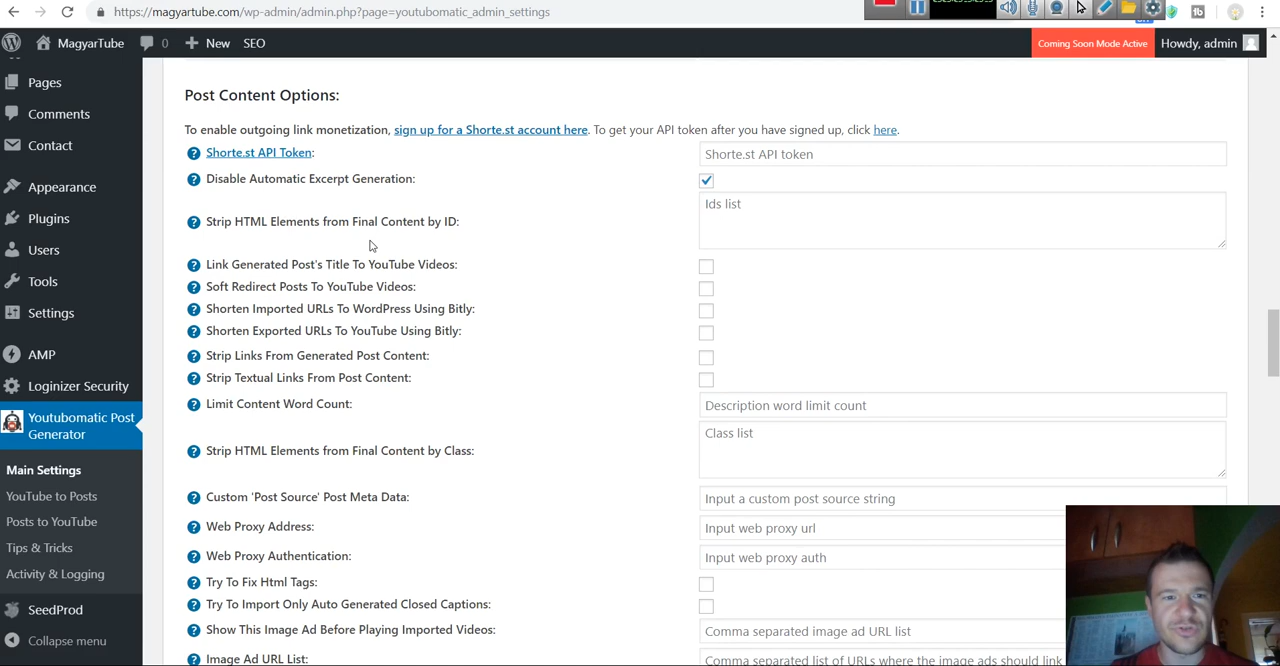 https://magyartube.com/wp-admin/admin.php?page=youtubomatic_admin_settings
MagyarTube
0
New
SEO
Coming Soon Mode Active
Howdy, admin
Pages
Comments
Contact
Appearance
Plugins
Users
Tools
Settings
AMP
Loginizer Security
Youtubomatic Post
Generator
Main Settings
YouTube to Posts
Posts to YouTube
Tips & Tricks
Activity & Logging
SeedProd
Collapse menu
Post Content Options:
To enable outgoing link monetization, sign up for a Shorte.st account here. To get your API token after you have signed up, click here.
Shorte.st API Token:
Shorte.st API token
Disable Automatic Excerpt Generation:
Strip HTML Elements from Final Content by ID:
Ids list
Link Generated Post's Title To YouTube Videos:
Soft Redirect Posts To YouTube Videos:
Shorten Imported URLs To WordPress Using Bitly:
Shorten Exported URLs To YouTube Using Bitly:
Strip Links From Generated Post Content:
Strip Textual Links From Post Content:
Limit Content Word Count:
Description word limit count
Strip HTML Elements from Final Content by Class:
Class list
Custom 'Post Source' Post Meta Data:
Input a custom post source string
Web Proxy Address:
Input web proxy url
Web Proxy Authentication:
Input web proxy auth
Try To Fix Html Tags:
Try To Import Only Auto Generated Closed Captions:
Show This Image Ad Before Playing Imported Videos:
Comma separated image ad URL list
Image Ad URL List:
Comma separated list of URLs where the image ads should link